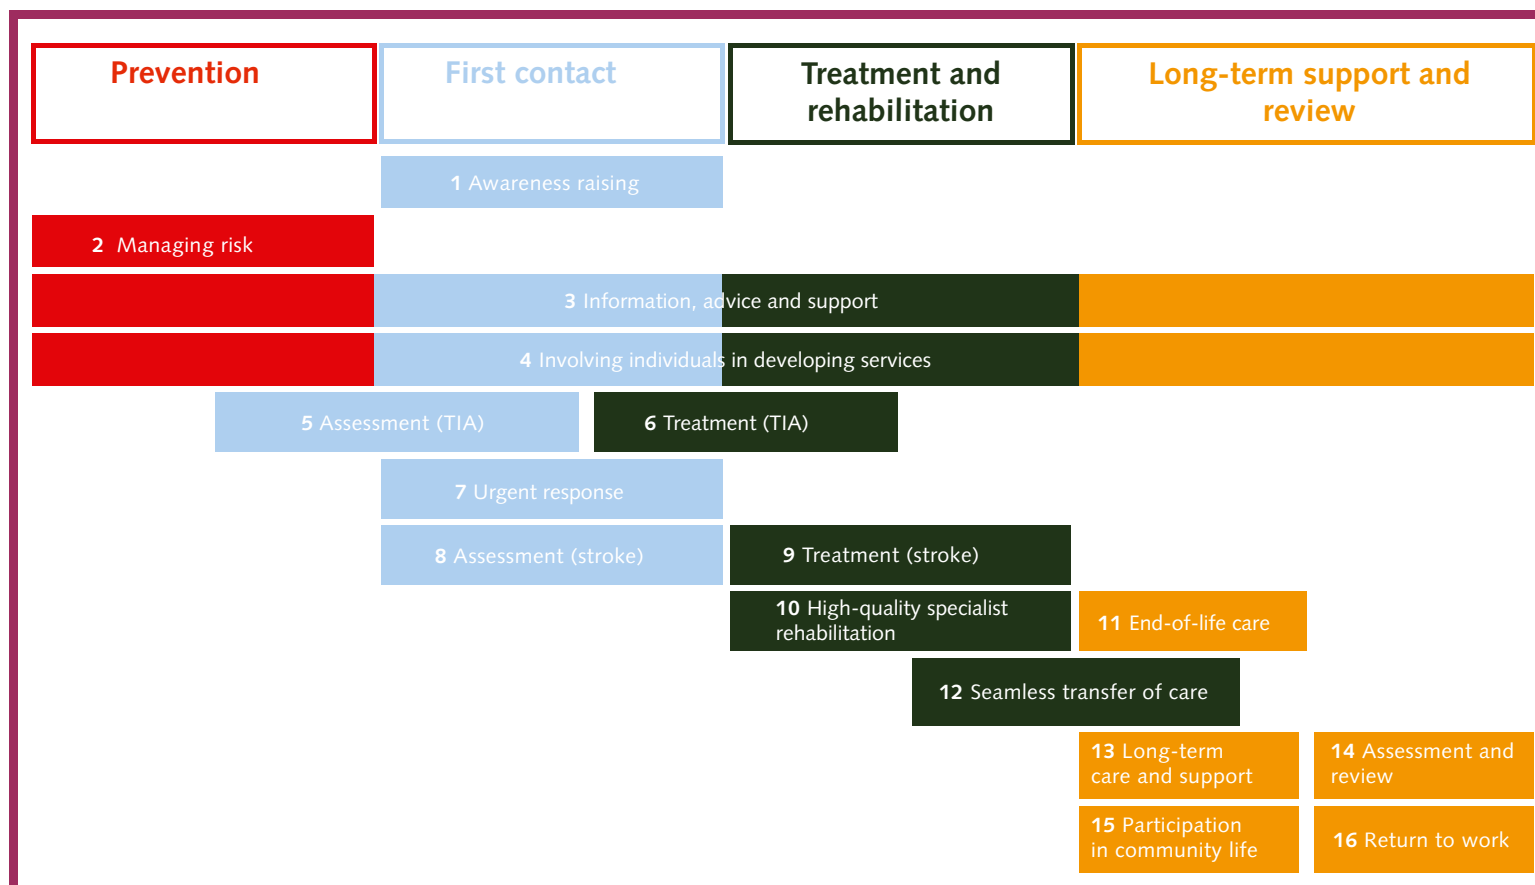 Prevention
First contact
Treatment and
rehabilitation
Long-term support and
review
1 Awareness raising
2 Managing risk
3 Information, advice and support
4 Involving individuals in developing services
5 Assessment (TIA)
6 Treatment (TIA)
7 Urgent response
8 Assessment (stroke)
9 Treatment (stroke)
10 High-quality specialist
rehabilitation
11 End-of-life care
12 Seamless transfer of care
13 Long-term
care and support
14 Assessment and
review
15 Participation
in community life
16 Return to work